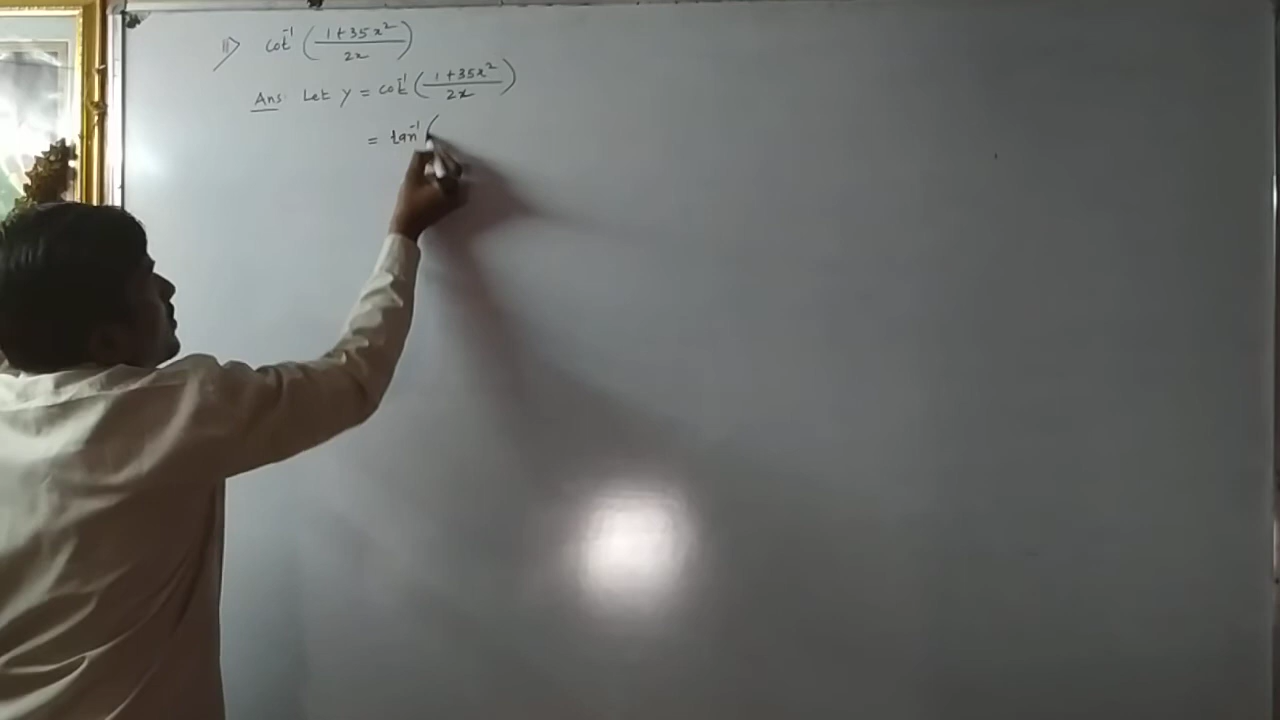 11) cot⁻¹ ( (1+35x²)/(2x) )
Ans: Let y = cot⁻¹ ( (1+35x²)/(2x) )
= tan⁻¹ (